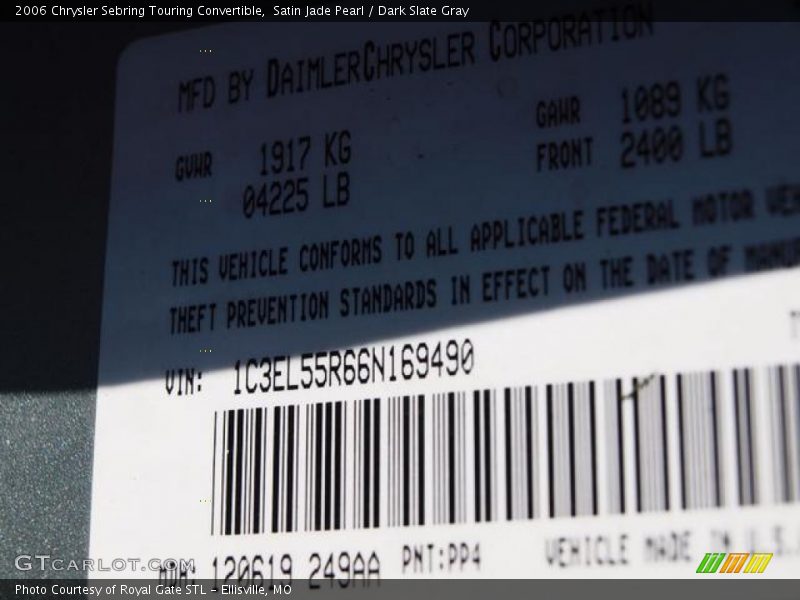 2006 Chrysler Sebring Touring Convertible, Satin Jade Pearl / Dark Slate Gray
MFD BY DAIMLERCHRYSLER CORPORATION
GVWR 1917 KG
04225 LB
GAWR 1089 KG
FRONT 2400 LB
THIS VEHICLE CONFORMS TO ALL APPLICABLE FEDERAL MOTOR
THEFT PREVENTION STANDARDS IN EFFECT ON THE DATE OF
VIN: 1C3EL55R66N169490
MDH: 120619 249AA PNT:PP4 VEHICLE MADE IN U.S.
GTCARLOT.COM
Photo Courtesy of Royal Gate STL - Ellisville, MO